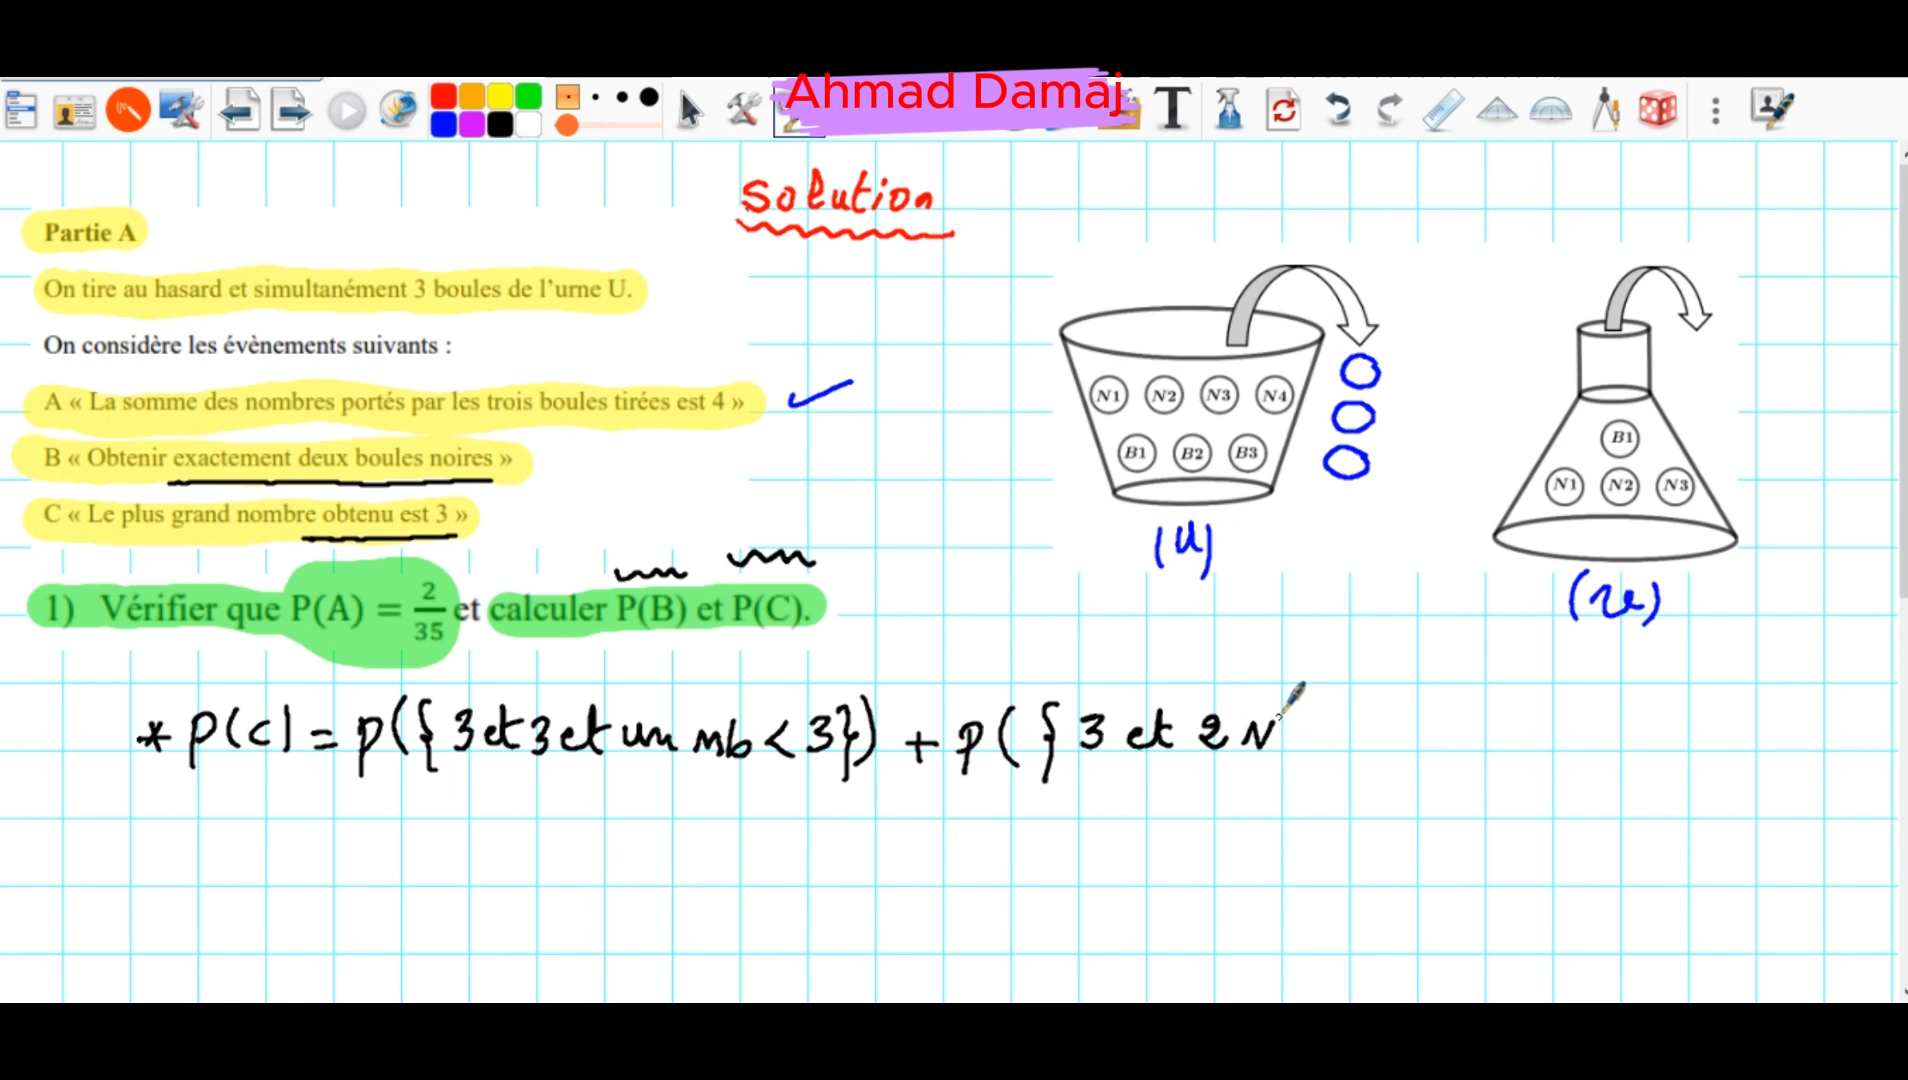 Ahmad Damaj
T
Solution
Partie A
On tire au hasard et simultanément 3 boules de l’urne U.
On considère les évènements suivants :
A « La somme des nombres portés par les trois boules tirées est 4 »
B « Obtenir exactement deux boules noires »
C « Le plus grand nombre obtenu est 3 »
1) Vérifier que P(A) = 2/35 et calculer P(B) et P(C).
N1 N2 N3 N4
B1 B2 B3
(U)
B1
N1 N2 N3
* P(C) = P({3 et 3 et un nb < 3}) + P({ 3 et 2 N